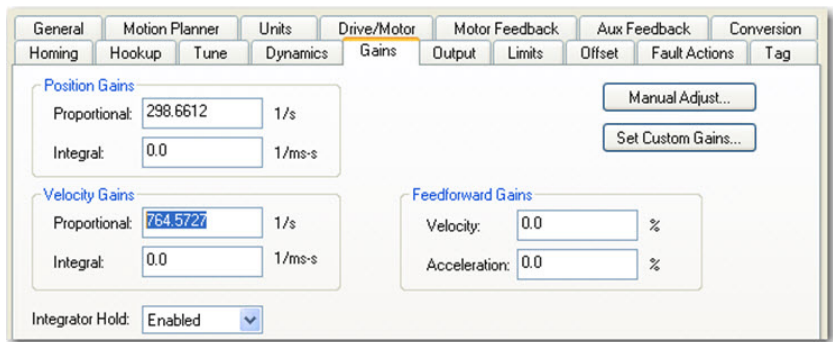 General Motion Planner Units Drive/Motor Motor Feedback Aux Feedback Conversion
Homing Hookup Tune Dynamics Gains Output Limits Offset Fault Actions Tag
Position Gains
Proportional: 298.6612 1/s
Integral: 0.0 1/ms-s
Manual Adjust...
Set Custom Gains...
Velocity Gains
Proportional: 764.5727 1/s
Integral: 0.0 1/ms-s
Feedforward Gains
Velocity: 0.0 %
Acceleration: 0.0 %
Integrator Hold: Enabled